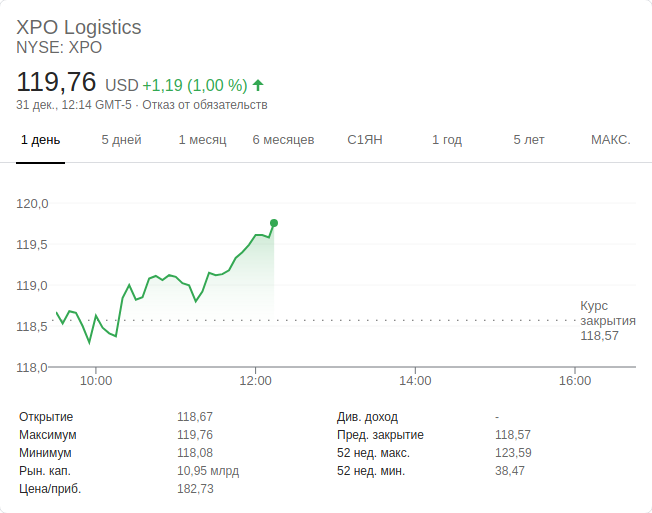 XPO Logistics
NYSE: XPO
119,76 USD +1,19 (1,00 %)
31 дек., 12:14 GMT-5 · Отказ от обязательств
1 день 5 дней 1 месяц 6 месяцев С1ЯН 1 год 5 лет МАКС.
120,0
119,5
119,0
118,5
118,0
Курс
закрытия
118,57
10:00 12:00 14:00 16:00
Открытие 118,67 Див. доход -
Максимум 119,76 Пред. закрытие 118,57
Минимум 118,08 52 нед. макс. 123,59
Рын. кап. 10,95 млрд 52 нед. мин. 38,47
Цена/приб. 182,73